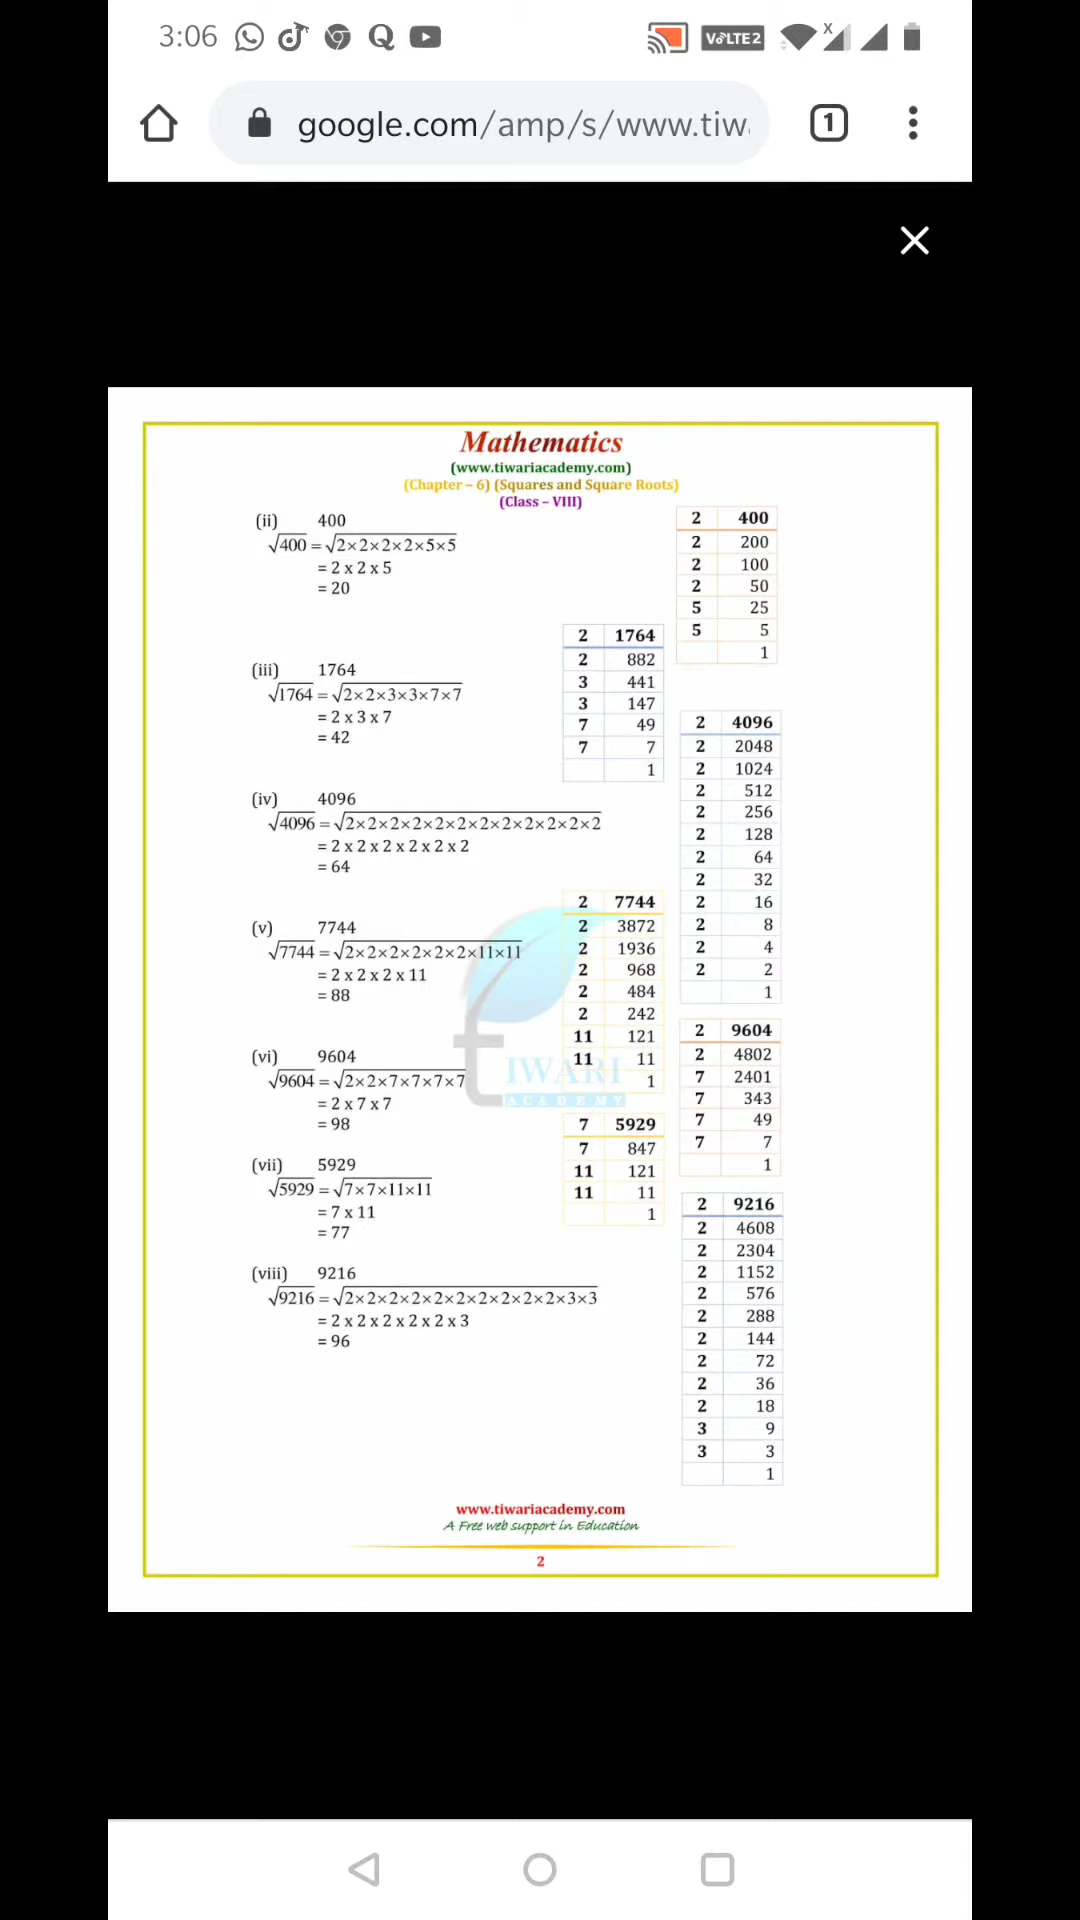 3:06
VoLTE2
google.com/amp/s/www.tiw
1
Mathematics
(www.tiwariacademy.com)
(Chapter – 6) (Squares and Square Roots)
(Class – VIII)
(ii) 400
√400 = √2×2×2×2×5×5
= 2 x 2 x 5
= 20
2 400
2 200
2 100
2 50
5 25
5 5
1
(iii) 1764
√1764 = √2×2×3×3×7×7
= 2 x 3 x 7
= 42
2 1764
2 882
3 441
3 147
7 49
7 7
1
(iv) 4096
√4096 = √2×2×2×2×2×2×2×2×2×2×2×2
= 2 x 2 x 2 x 2 x 2 x 2
= 64
2 4096
2 2048
2 1024
2 512
2 256
2 128
2 64
2 32
2 16
2 8
2 4
2 2
1
(v) 7744
√7744 = √2×2×2×2×2×2×11×11
= 2 x 2 x 2 x 11
= 88
2 7744
2 3872
2 1936
2 968
2 484
2 242
11 121
11 11
1
(vi) 9604
√9604 = √2×2×7×7×7×7
= 2 x 7 x 7
= 98
2 9604
2 4802
7 2401
7 343
7 49
7 7
1
TIWARI
ACADEMY
(vii) 5929
√5929 = √7×7×11×11
= 7 x 11
= 77
7 5929
7 847
11 121
11 11
1
(viii) 9216
√9216 = √2×2×2×2×2×2×2×2×2×2×3×3
= 2 x 2 x 2 x 2 x 2 x 3
= 96
2 9216
2 4608
2 2304
2 1152
2 576
2 288
2 144
2 72
2 36
2 18
3 9
3 3
1
www.tiwariacademy.com
A Free web support in Education
2